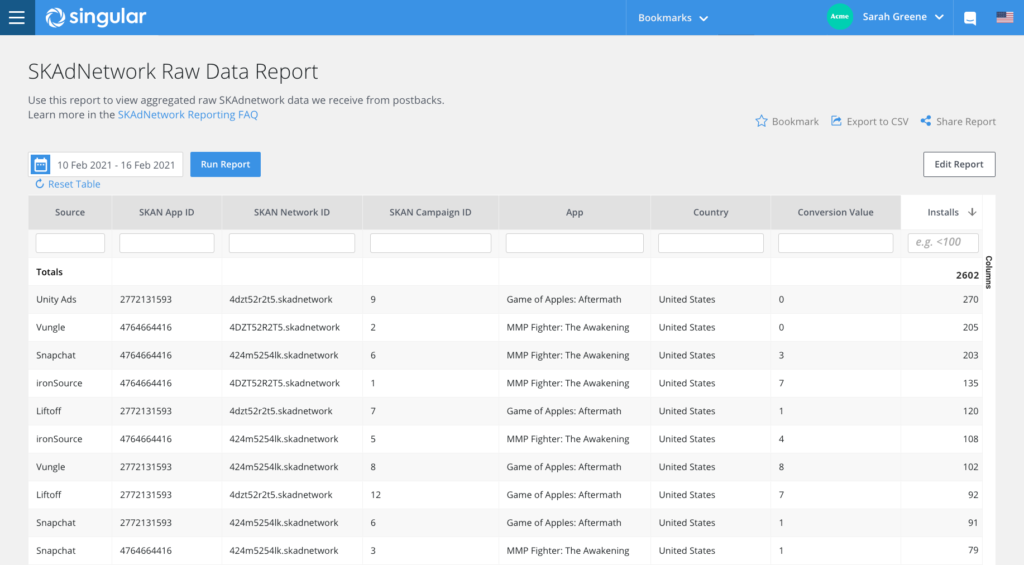 singular
Bookmarks
Acme
Sarah Greene
SKAdNetwork Raw Data Report
Use this report to view aggregated raw SKAdnetwork data we receive from postbacks.
Learn more in the SKAdNetwork Reporting FAQ
Bookmark Export to CSV Share Report
10 Feb 2021 - 16 Feb 2021 Run Report Edit Report
Reset Table
Source SKAN App ID SKAN Network ID SKAN Campaign ID App Country Conversion Value Installs
e.g. <100
Columns
Totals 2602
Unity Ads 2772131593 4dzt52r2t5.skadnetwork 9 Game of Apples: Aftermath United States 0 270
Vungle 4764664416 4DZT52R2T5.skadnetwork 2 MMP Fighter: The Awakening United States 0 205
Snapchat 4764664416 424m5254lk.skadnetwork 6 MMP Fighter: The Awakening United States 3 203
ironSource 4764664416 4DZT52R2T5.skadnetwork 1 MMP Fighter: The Awakening United States 7 135
Liftoff 2772131593 4dzt52r2t5.skadnetwork 7 Game of Apples: Aftermath United States 1 120
ironSource 4764664416 424m5254lk.skadnetwork 5 MMP Fighter: The Awakening United States 4 108
Vungle 2772131593 424m5254lk.skadnetwork 8 Game of Apples: Aftermath United States 8 102
Liftoff 2772131593 4dzt52r2t5.skadnetwork 12 Game of Apples: Aftermath United States 7 92
Snapchat 2772131593 424m5254lk.skadnetwork 6 Game of Apples: Aftermath United States 1 91
Snapchat 4764664416 424m5254lk.skadnetwork 3 MMP Fighter: The Awakening United States 1 79